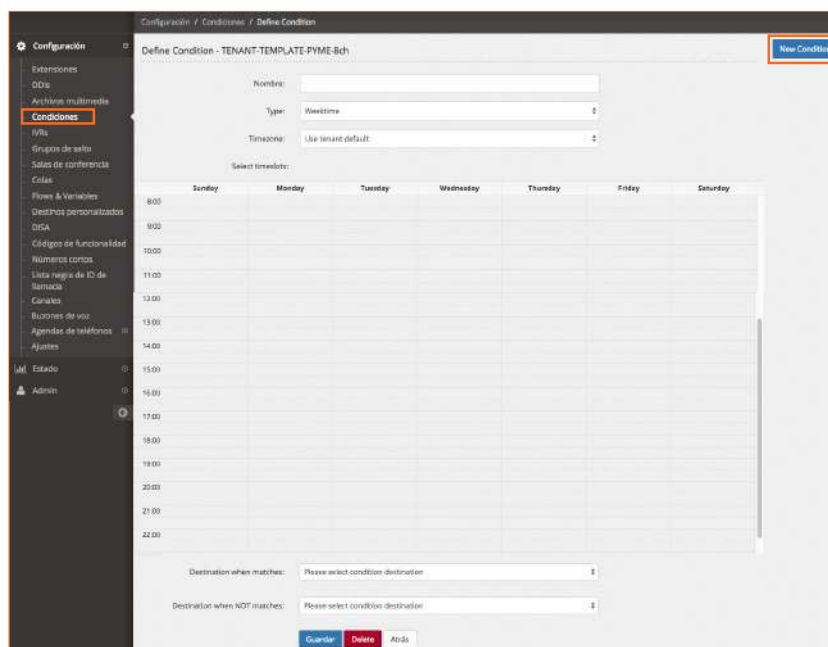 Configuración / Condiciones / Define Condition
Configuración
Extensiones
DDIs
Archivos multimedia
Condiciones
IVRs
Grupos de salto
Salas de conferencia
Colas
Flows & Variables
Destinos personalizados
DISA
Códigos de funcionalidad
Números cortos
Lista negra de ID de
llamada
Canales
Buzones de voz
Agendas de teléfonos
Ajustes
Estado
Admin
Define Condition - TENANT-TEMPLATE-PYME-8ch
New Condition
Nombre:
Type: Weektime
Timezone: Use tenant default
Select timeslots:
Sunday Monday Tuesday Wednesday Thursday Friday Saturday
8:00
9:00
10:00
11:00
12:00
13:00
14:00
15:00
16:00
17:00
18:00
19:00
20:00
21:00
22:00
Destination when matches: Please select condition destination
Destination when NOT matches: Please select condition destination
Guardar Delete Atrás